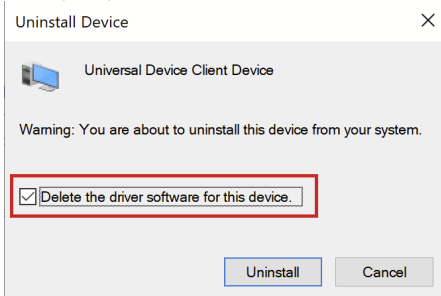 Uninstall Device
Universal Device Client Device
Warning: You are about to uninstall this device from your system.
Delete the driver software for this device.
Uninstall
Cancel